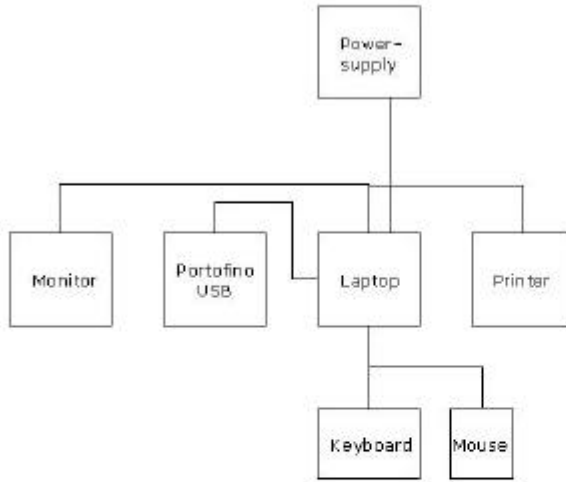 Power-
supply
Monitor
Portofino
USB
Laptop
Printer
Keyboard
Mouse